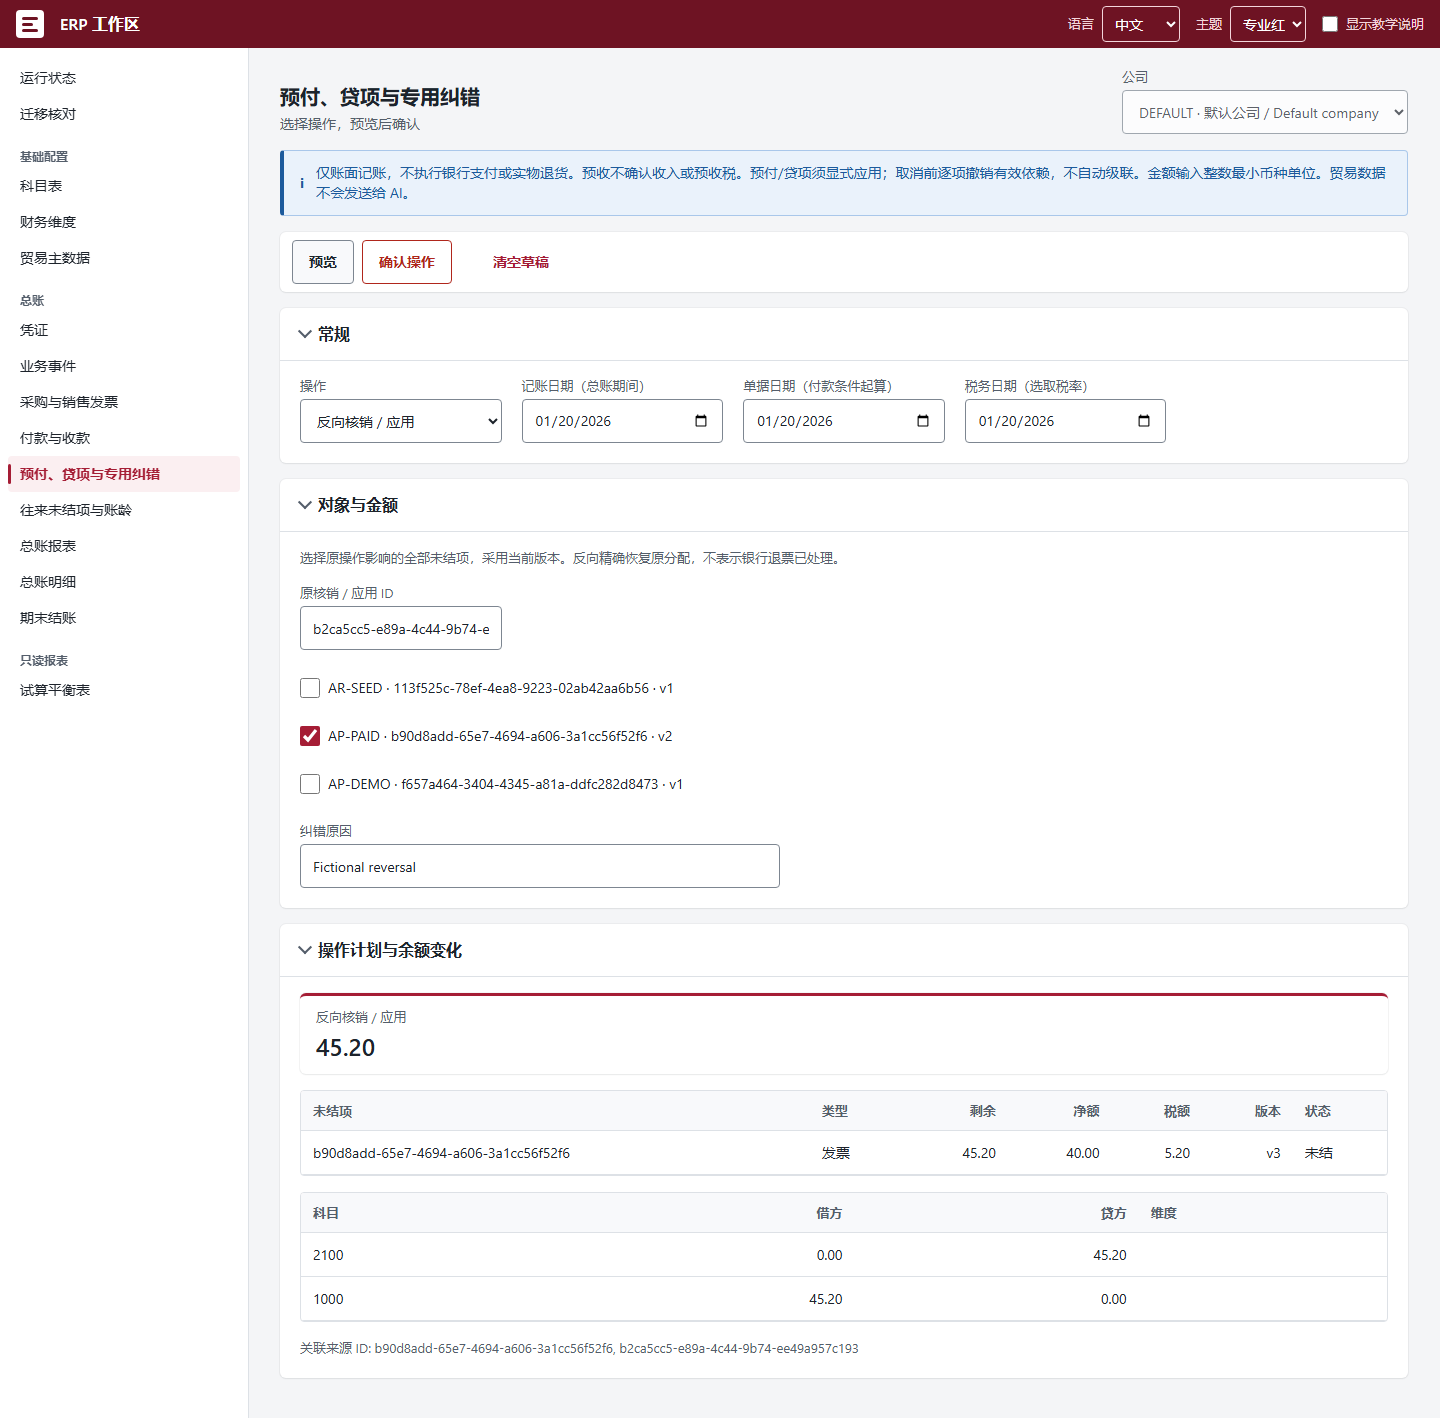 ERP 工作区
语言
中文
主题
专业红
显示教学说明
运行状态
迁移核对
基础配置
科目表
财务维度
贸易主数据
总账
凭证
业务事件
采购与销售发票
付款与收款
预付、贷项与专用纠错
往来未结项与账龄
总账报表
总账明细
期末结账
只读报表
试算平衡表
预付、贷项与专用纠错
选择操作，预览后确认
公司
DEFAULT · 默认公司 / Default company
i
仅账面记账，不执行银行支付或实物退货。预收不确认收入或预收税。预付/贷项须显式应用；取消前逐项撤销有效依赖，不自动级联。金额输入整数最小币种单位。贸易数据
不会发送给 AI。
预览
确认操作
清空草稿
常规
操作
记账日期（总账期间）
单据日期（付款条件起算）
税务日期（选取税率）
反向核销 / 应用
01/20/2026
01/20/2026
01/20/2026
对象与金额
选择原操作影响的全部未结项，采用当前版本。反向精确恢复原分配，不表示银行退票已处理。
原核销 / 应用 ID
b2ca5cc5-e89a-4c44-9b74-e
AR-SEED · 113f525c-78ef-4ea8-9223-02ab42aa6b56 · v1
AP-PAID · b90d8add-65e7-4694-a606-3a1cc56f52f6 · v2
AP-DEMO · f657a464-3404-4345-a81a-ddfc282d8473 · v1
纠错原因
Fictional reversal
操作计划与余额变化
反向核销 / 应用
45.20
未结项 类型 剩余 净额 税额 版本 状态
b90d8add-65e7-4694-a606-3a1cc56f52f6 发票 45.20 40.00 5.20 v3 未结
科目 借方 贷方 维度
2100 0.00 45.20
1000 45.20 0.00
关联来源 ID: b90d8add-65e7-4694-a606-3a1cc56f52f6, b2ca5cc5-e89a-4c44-9b74-ee49a957c193